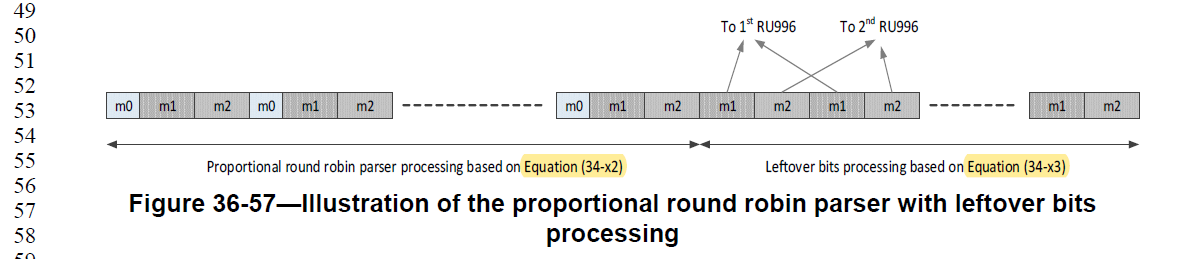 49
50
51
52
53
54
55
56
57
58
To 1st RU996 To 2nd RU996
m0 m1 m2 m0 m1 m2 m0 m1 m2 m1 m2 m1 m2 m1 m2
Proportional round robin parser processing based on Equation (34-x2) Leftover bits processing based on Equation (34-x3)
Figure 36-57—Illustration of the proportional round robin parser with leftover bits
processing